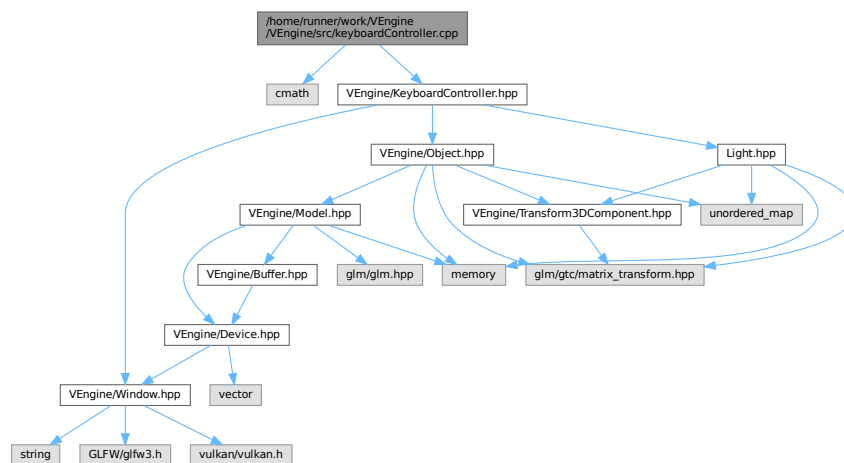 /home/runner/work/VEngine
/VEngine/src/keyboardController.cpp
cmath
VEngine/KeyboardController.hpp
VEngine/Object.hpp
Light.hpp
VEngine/Model.hpp
VEngine/Transform3DComponent.hpp
unordered_map
VEngine/Buffer.hpp
glm/glm.hpp
memory
glm/gtc/matrix_transform.hpp
VEngine/Device.hpp
VEngine/Window.hpp
vector
string
GLFW/glfw3.h
vulkan/vulkan.h